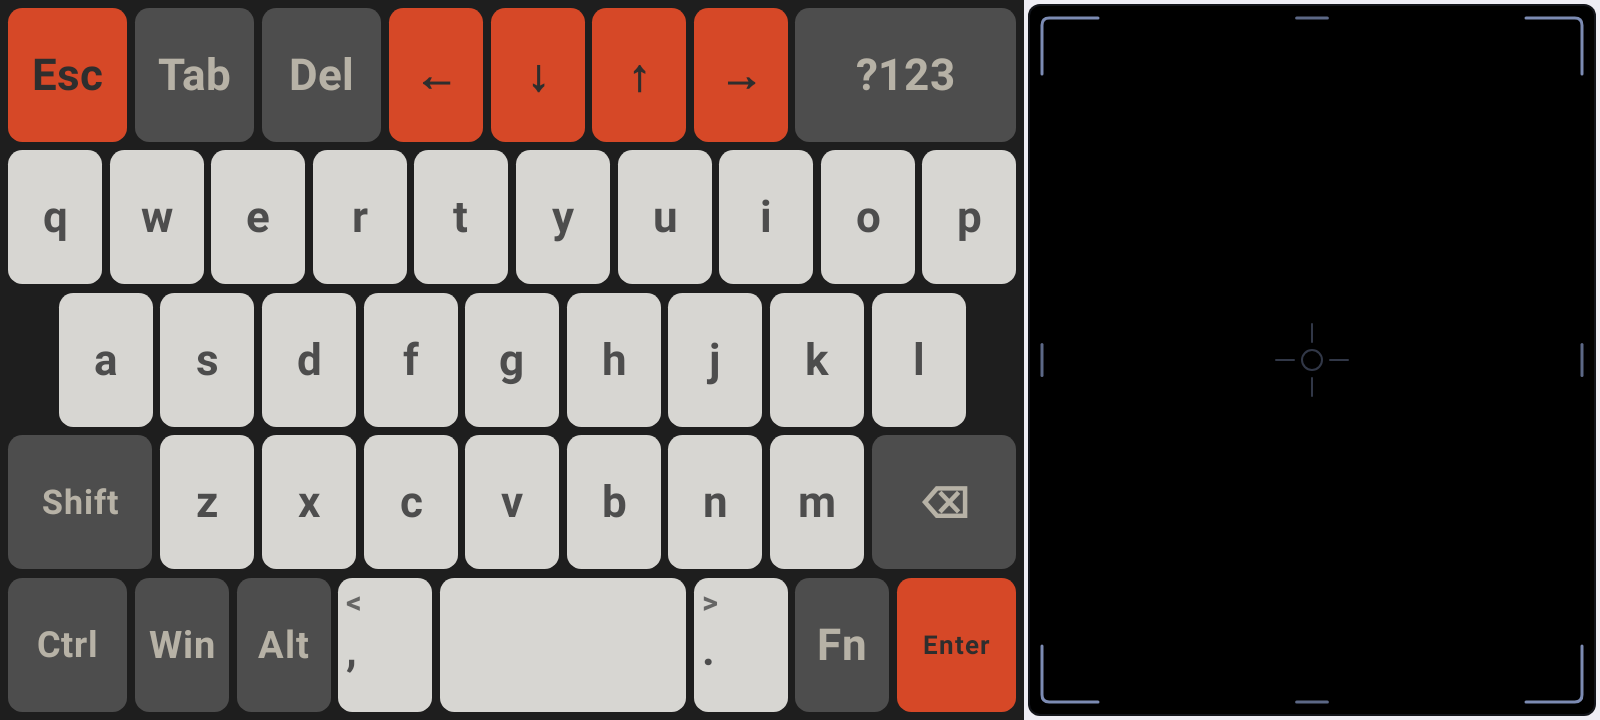 Esc Tab Del ← ↓ ↑ → ?123
q w e r t y u i o p
a s d f g h j k l
Shift z x c v b n m ⌫
Ctrl Win Alt < , > . Fn Enter